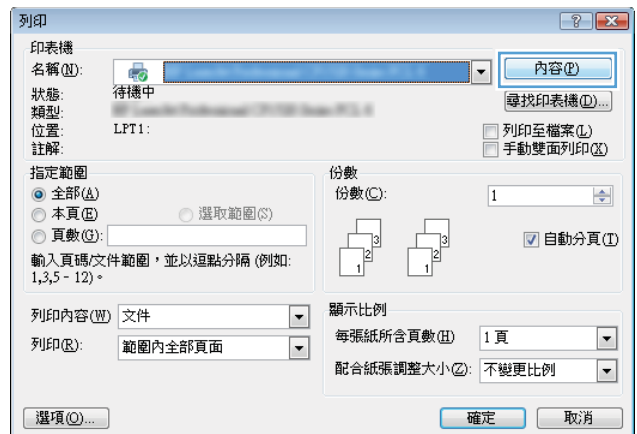 列印
印表機
名稱(N):
內容(P)
狀態: 待機中
尋找印表機(D)...
類型:
位置: LPT1:
列印至檔案(L)
註解:
手動雙面列印(X)
指定範圍
全部(A)
本頁(E) 選取範圍(S)
頁數(G):
輸入頁碼/文件範圍，並以逗點分隔 (例如:
1,3,5 - 12)。
份數
份數(C): 1
1 2 3 1 2 3
自動分頁(T)
列印內容(W) 文件
列印(R): 範圍內全部頁面
顯示比例
每張紙所含頁數(H) 1 頁
配合紙張調整大小(Z): 不變更比例
選項(O)... 確定 取消